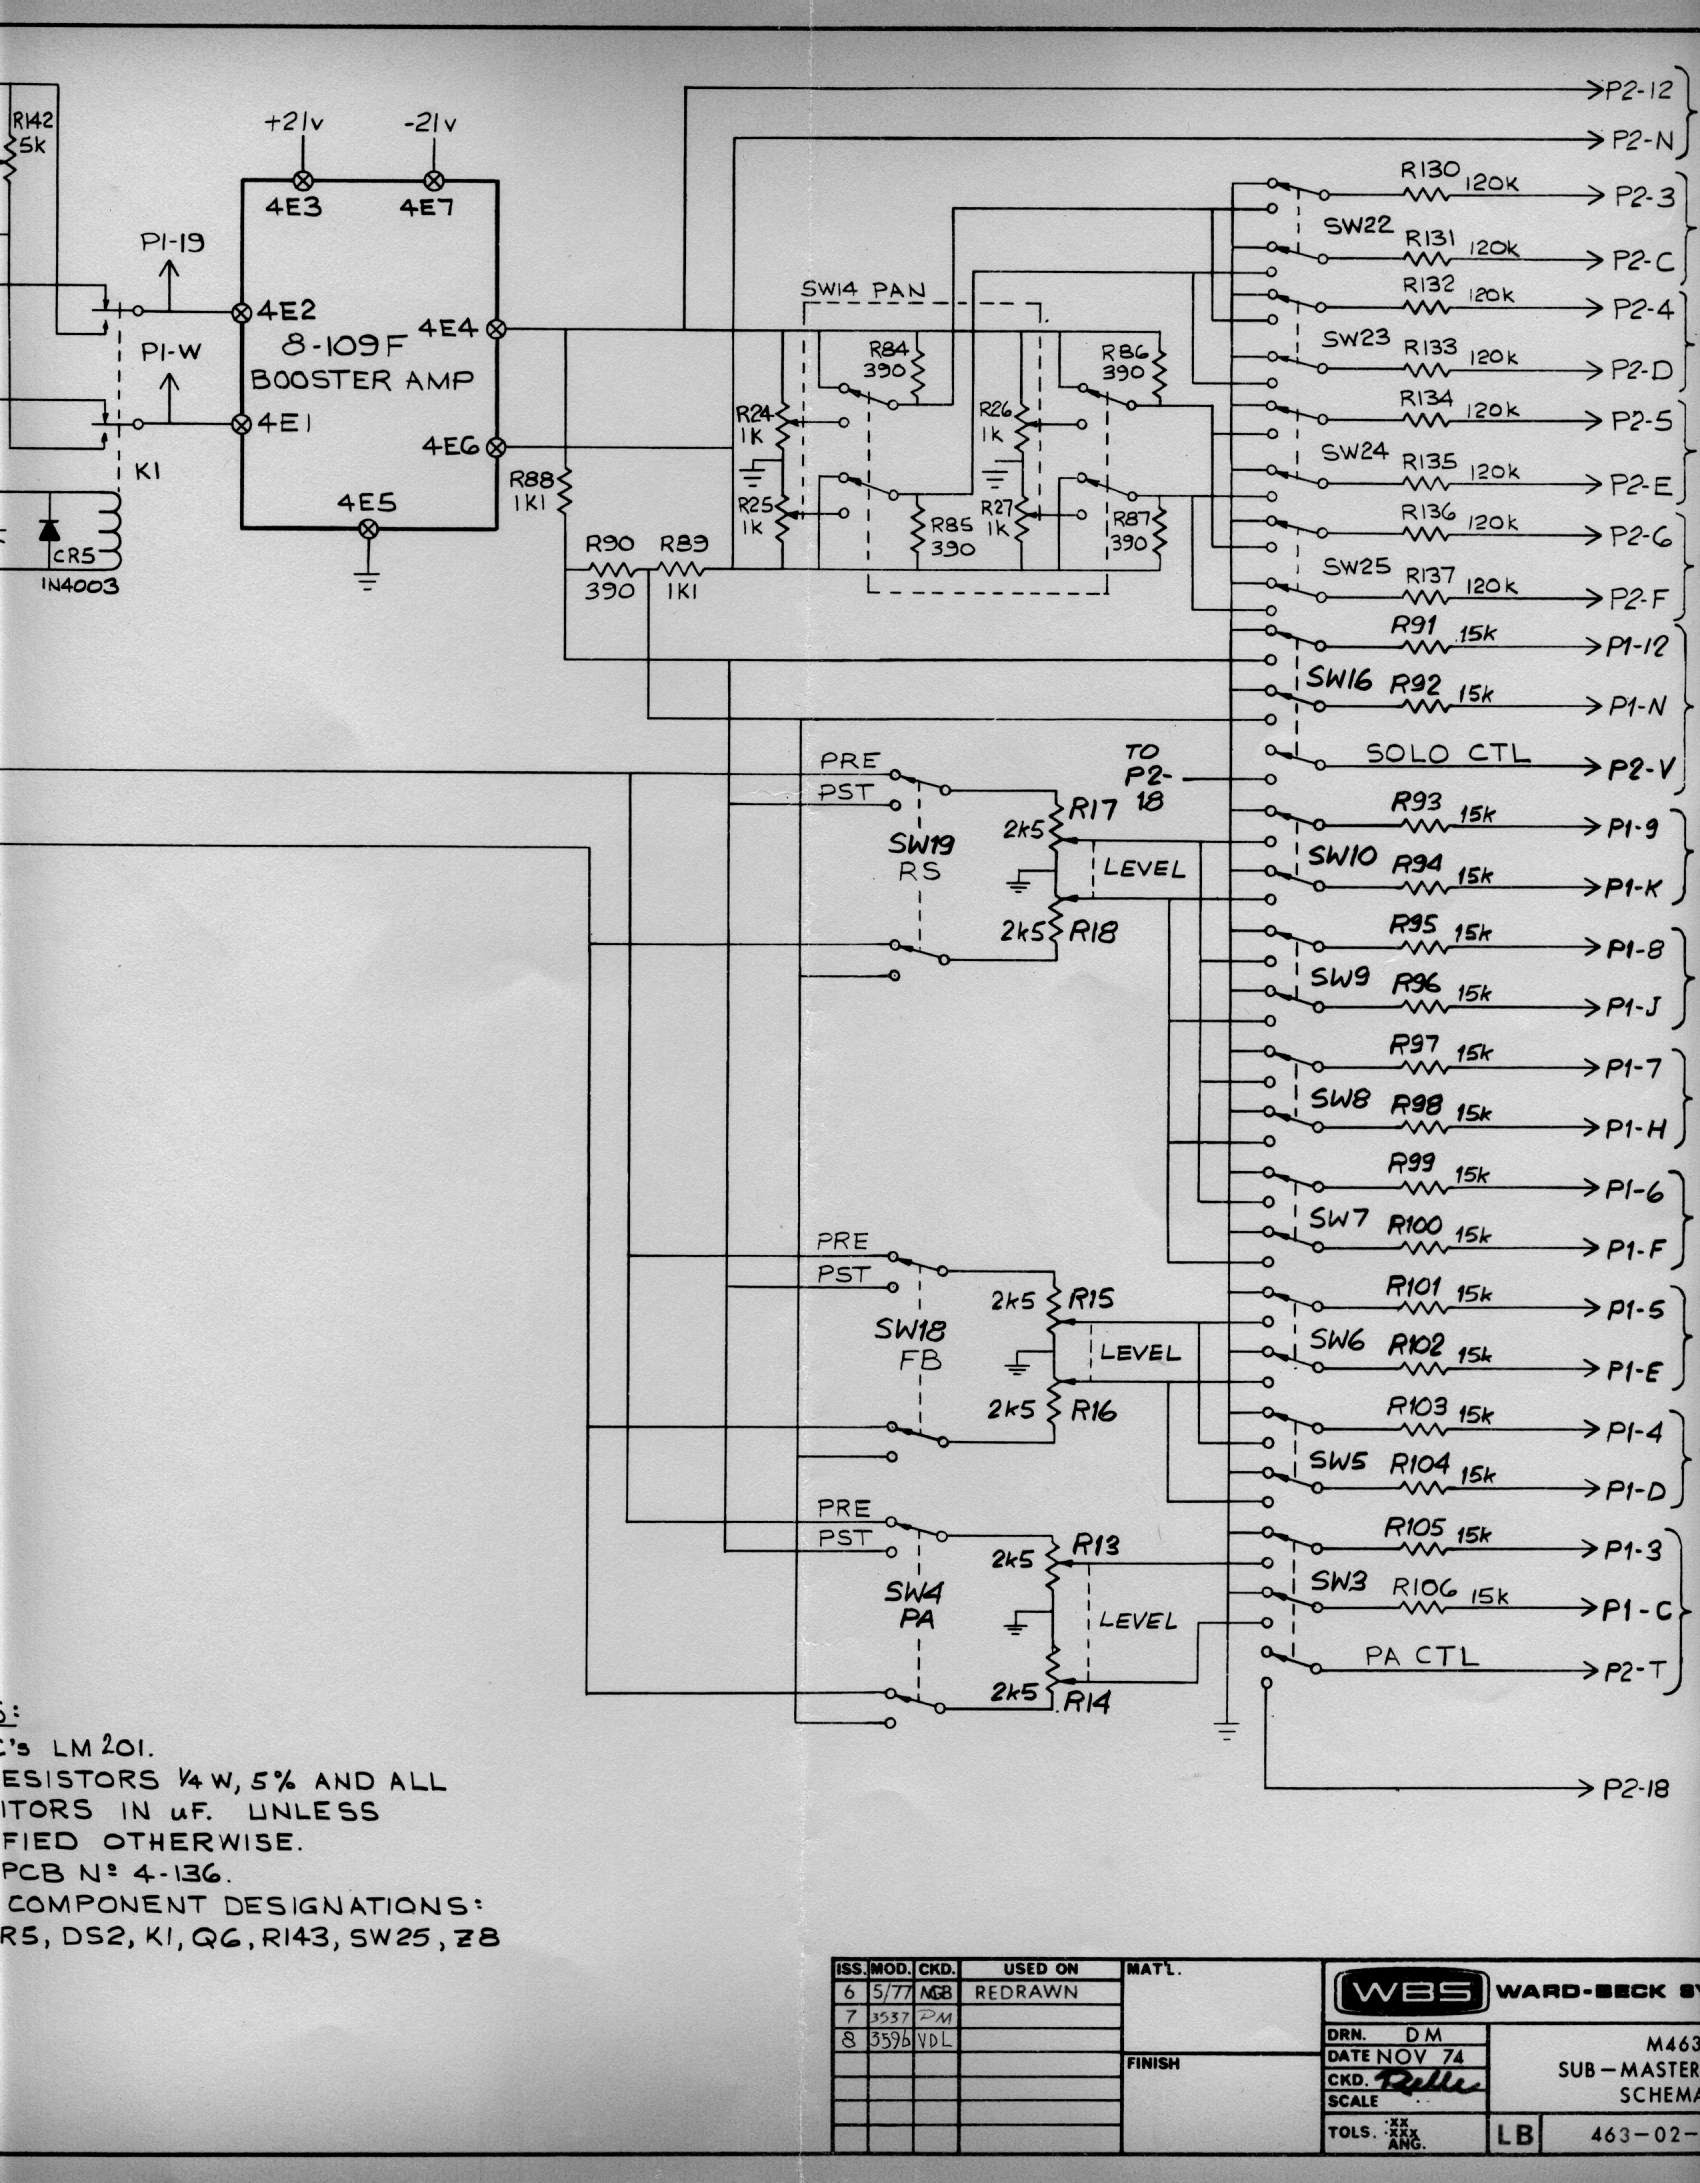 P2-12
P2-N
R142
5K
+21v
-21v
4E3
4E7
P1-19
4E2
8-109F
BOOSTER AMP
4E4
P1-W
4E1
4E6
4E5
K1
CR5
1N4003
R88
1K1
R90
390
R89
1K1
SW14 PAN
R84
390
R86
390
R24
1K
R26
1K
R25
1K
R85
390
R27
1K
R87
390
R130 120K
P2-3
SW22
R131 120K
P2-C
R132 120K
P2-4
SW23
R133 120K
P2-D
R134 120K
P2-5
SW24
R135 120K
P2-E
R136 120K
P2-6
SW25
R137 120K
P2-F
R91 15K
P1-12
SW16
R92 15K
P1-N
TO
P2-
18
SOLO CTL
P2-V
R93 15K
P1-9
SW10
R94 15K
P1-K
R95 15K
P1-8
SW9
R96 15K
P1-J
R97 15K
P1-7
SW8
R98 15K
P1-H
R99 15K
P1-6
SW7
R100 15K
P1-F
R101 15K
P1-5
SW6
R102 15K
P1-E
R103 15K
P1-4
SW5
R104 15K
P1-D
R105 15K
P1-3
SW3
R106 15K
P1-C
PA CTL
P2-T
P2-18
PRE
PST
SW19
RS
2K5 R17
LEVEL
2K5 R18
PRE
PST
SW18
FB
2K5 R15
LEVEL
2K5 R16
PRE
PST
SW4
PA
2K5 R13
LEVEL
2K5 R14
S:
C's LM 201.
ESISTORS 1/4 W, 5% AND ALL
ITORS IN uF. UNLESS
FIED OTHERWISE.
PCB Nº 4-136.
COMPONENT DESIGNATIONS:
R5, DS2, K1, Q6, R143, SW25, Z8
ISS. MOD. CKD. USED ON
6 5/77 MGB REDRAWN
7 3537 DM
8 3596 VDL
MAT'L.
FINISH
WBS WARD-BECK SY
DRN. DM
DATE NOV 74
CKD.
SCALE
TOLS. .XX
.XXX
ANG.
M463
SUB-MASTER
SCHEMA
LB
463-02-